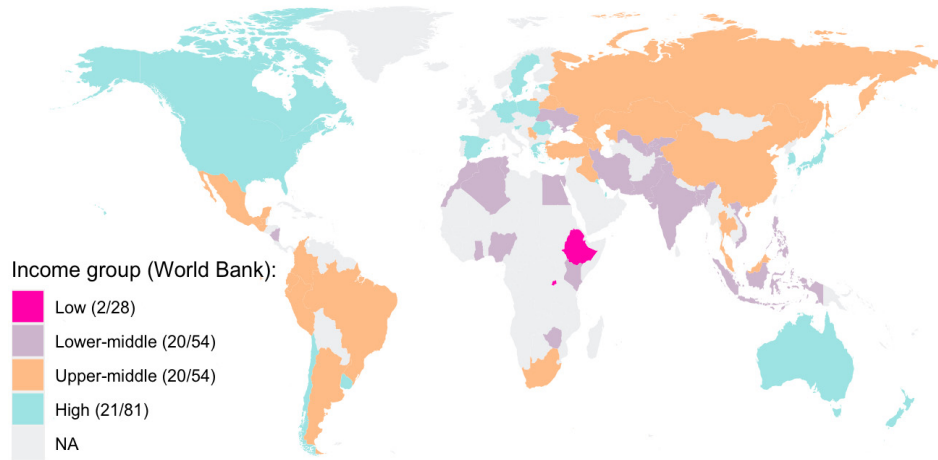 Income group (World Bank):
Low (2/28)
Lower-middle (20/54)
Upper-middle (20/54)
High (21/81)
NA